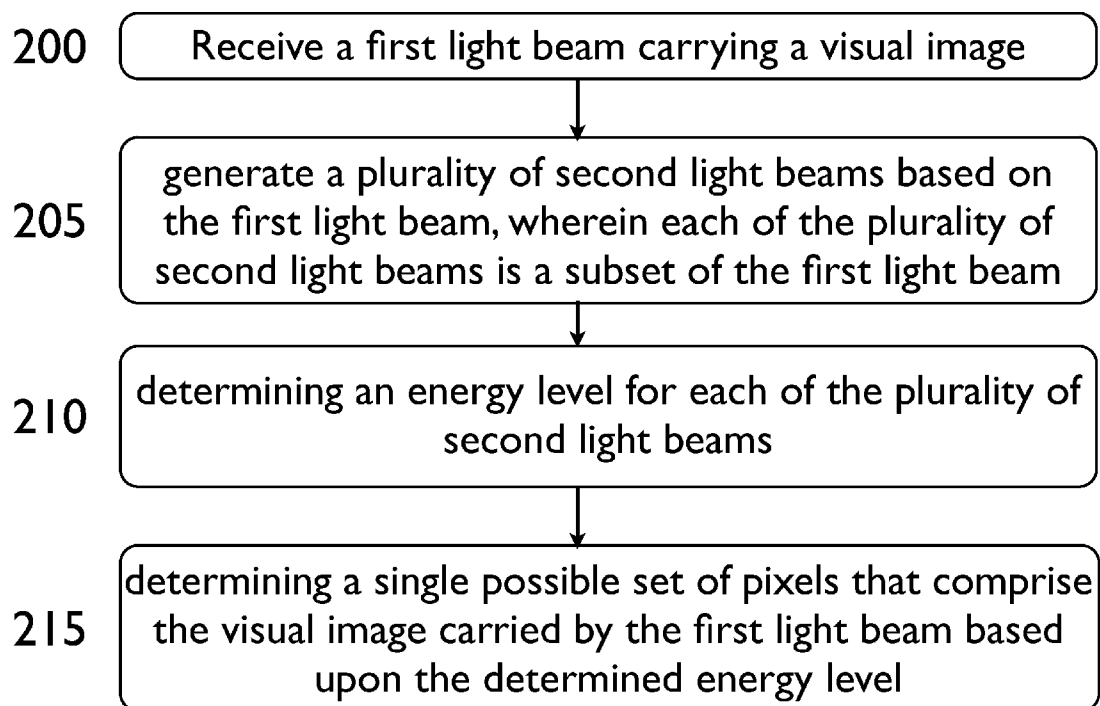 200
Receive a first light beam carrying a visual image
205
generate a plurality of second light beams based on
the first light beam, wherein each of the plurality of
second light beams is a subset of the first light beam
210
determining an energy level for each of the plurality of
second light beams
215
determining a single possible set of pixels that comprise
the visual image carried by the first light beam based
upon the determined energy level